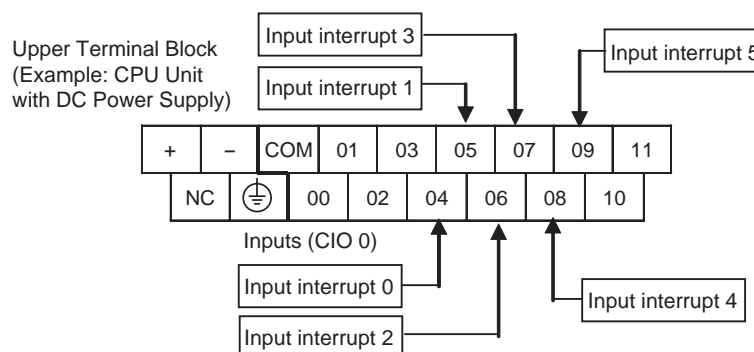 Upper Terminal Block
(Example: CPU Unit
with DC Power Supply)
Input interrupt 3
Input interrupt 1
Input interrupt 5
+ − COM 01 03 05 07 09 11
NC 00 02 04 06 08 10
Inputs (CIO 0)
Input interrupt 0
Input interrupt 2
Input interrupt 4